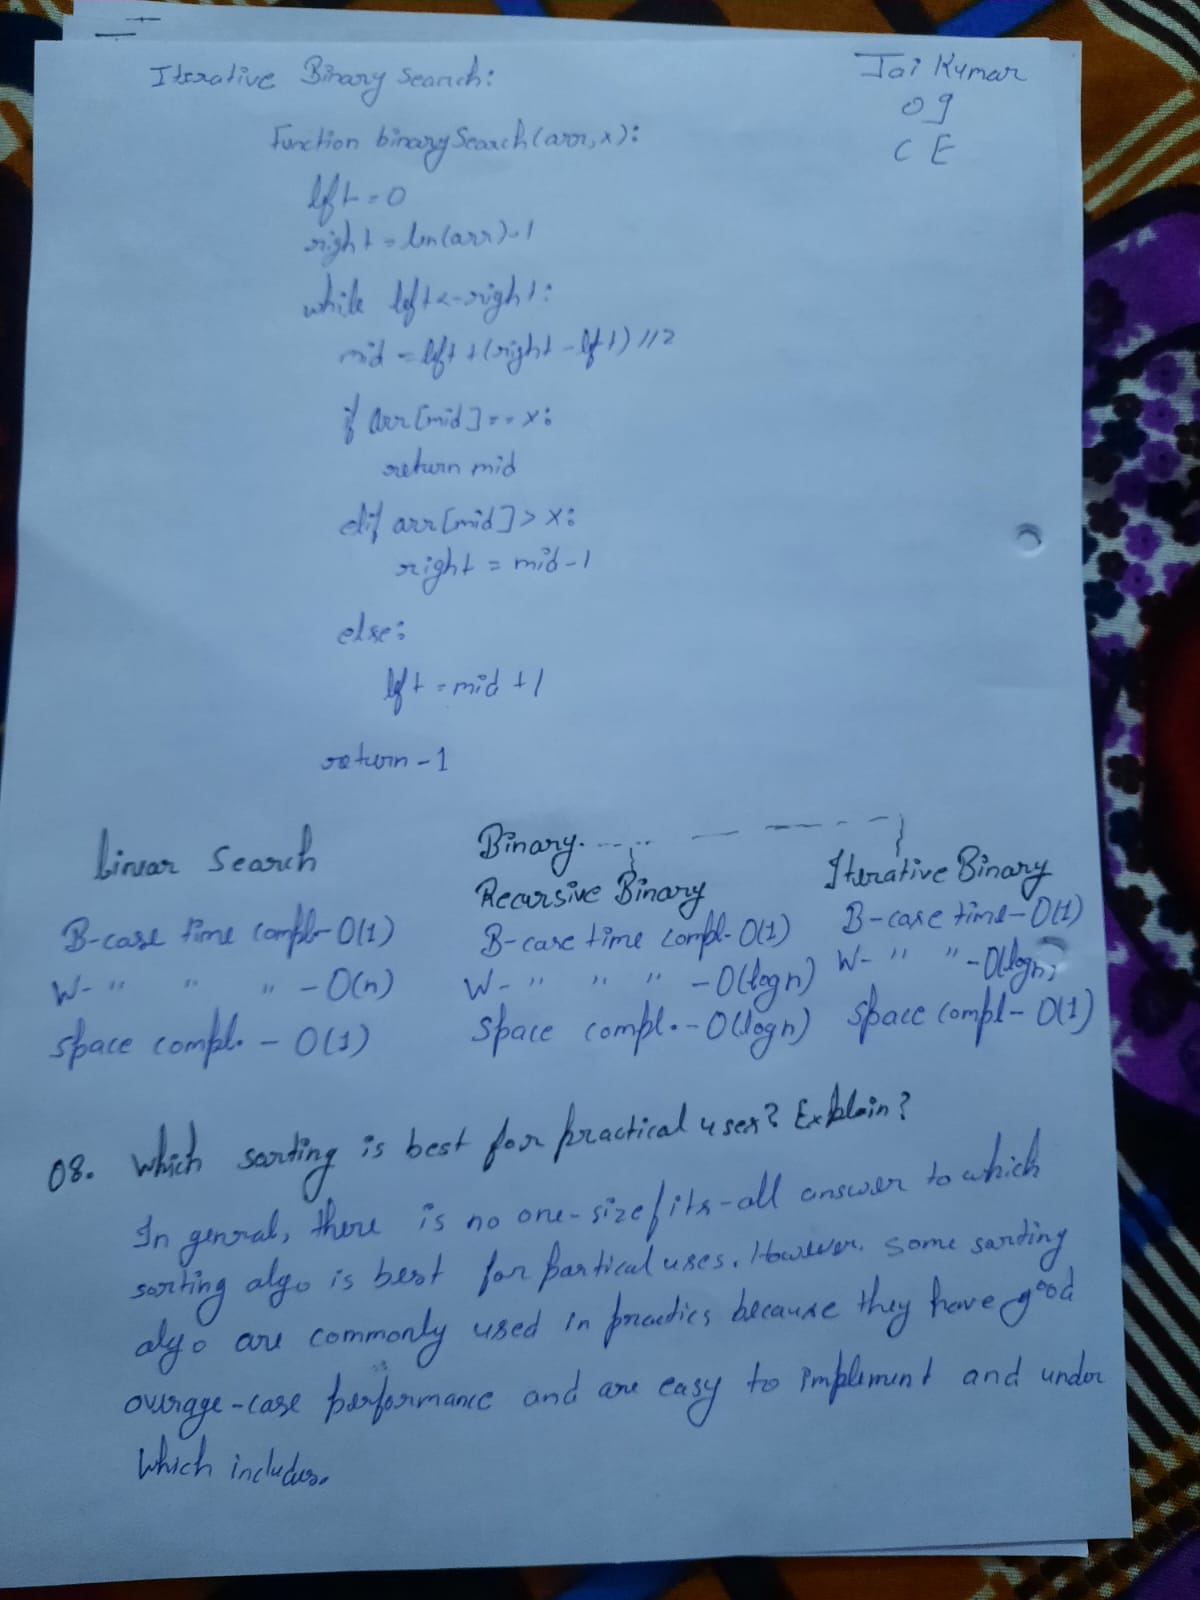 Iterative Binary Search:
Jai Kumar
09
CE
Function binarySearch(arr,x):
left=0
right=len(arr)-1
while left<=right:
mid=left+(right-left)//2
if arr[mid]==x:
return mid
elif arr[mid]>x:
right=mid-1
else:
left=mid+1
return-1
Linear Search
Binary
Recursive Binary
Iterative Binary
B-case time compl- O(1)
B-case time compl- O(1)
B-case time- O(1)
W- " " " - O(n)
W- " " " - O(logn)
W- " " - O(logn)
Space compl. - O(1)
Space compl. - O(logn)
Space compl- O(1)
08. Which sorting is best for practical uses? Explain?
In genral, there is no one-size fits-all answer to which
sorting algo is best for partical uses. However, some sorting
algo are commonly used in practics because they have good
average-case performance and are easy to implement and under
Which includes.